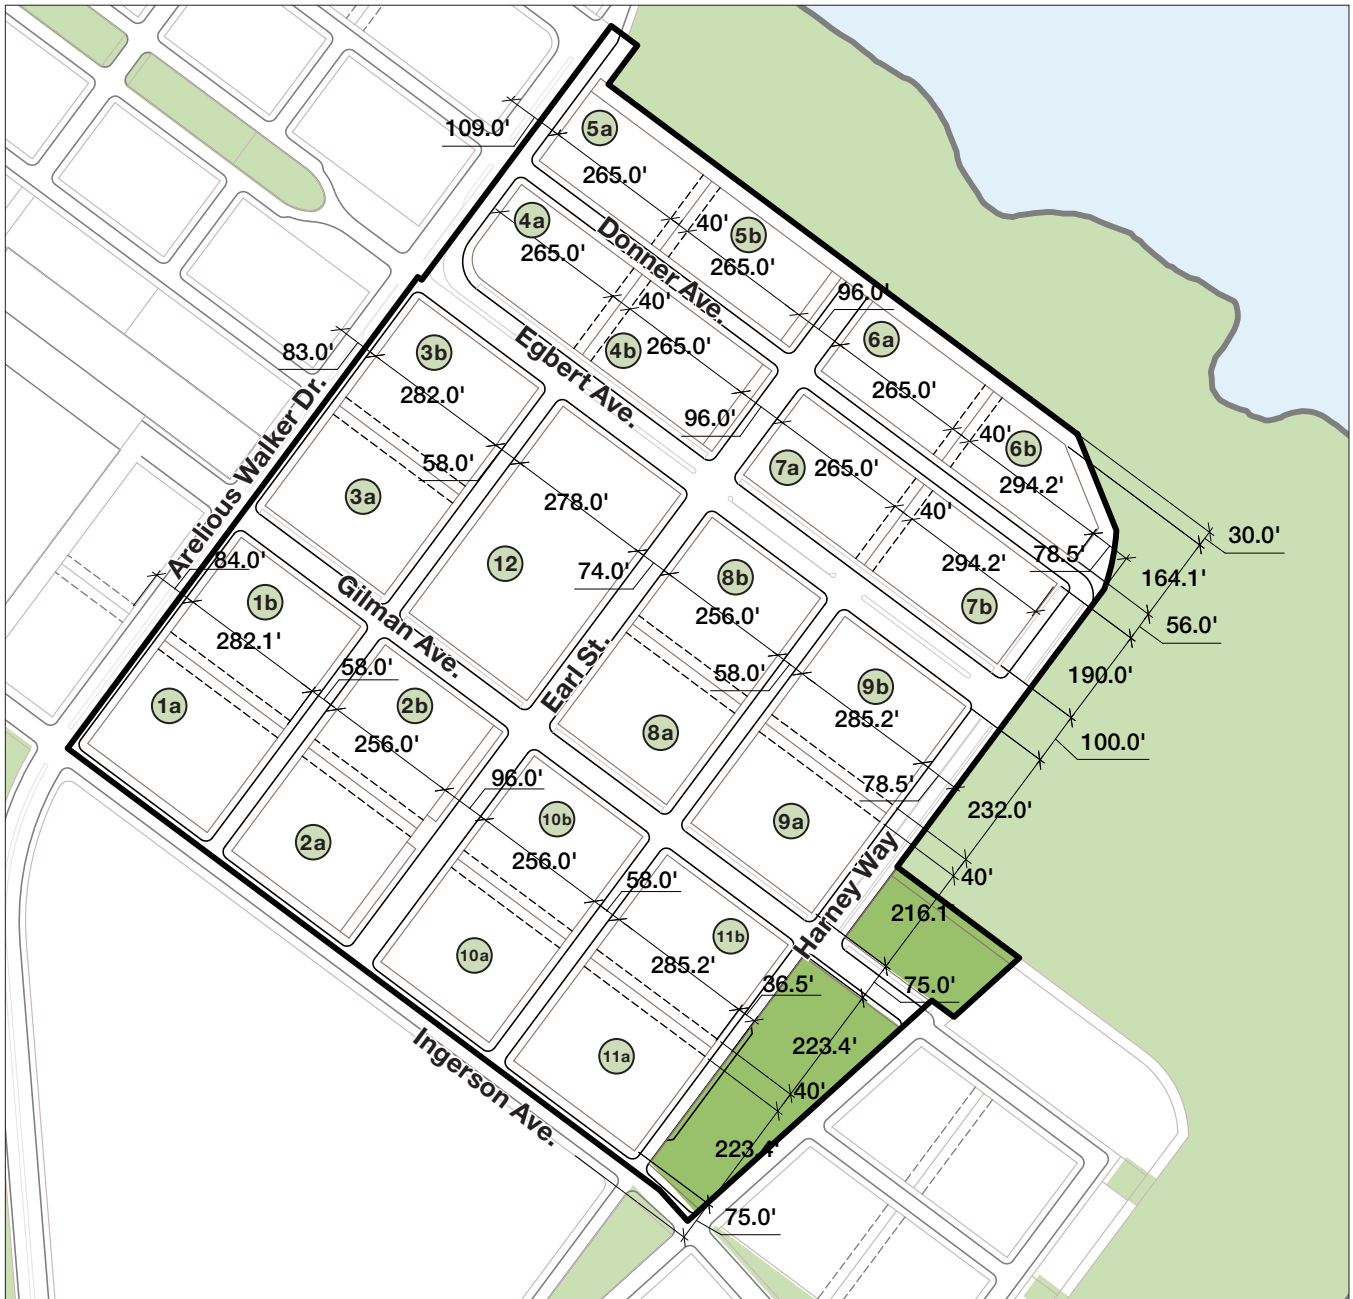 109.0'
5a
265.0'
40'
5b
265.0'
4a
265.0'
Donner Ave.
40'
96.0'
6a
265.0'
83.0'
3b
282.0'
Egbert Ave.
4b
265.0'
96.0'
40'
6b
294.2'
7a
265.0'
40'
58.0'
3a
278.0'
Arelious Walker Dr.
30.0'
78.5'
164.1'
84.0'
12
74.0'
8b
256.0'
294.2'
7b
56.0'
1b
282.1'
Gilman Ave.
58.0'
Earl St.
58.0'
9b
285.2'
190.0'
1a
2b
256.0'
8a
100.0'
96.0'
78.5'
232.0'
2a
10b
256.0'
9a
58.0'
Harney Way
40'
216.1
10a
11b
285.2'
36.5'
75.0'
Ingerson Ave.
11a
223.4'
40'
223.4'
75.0'